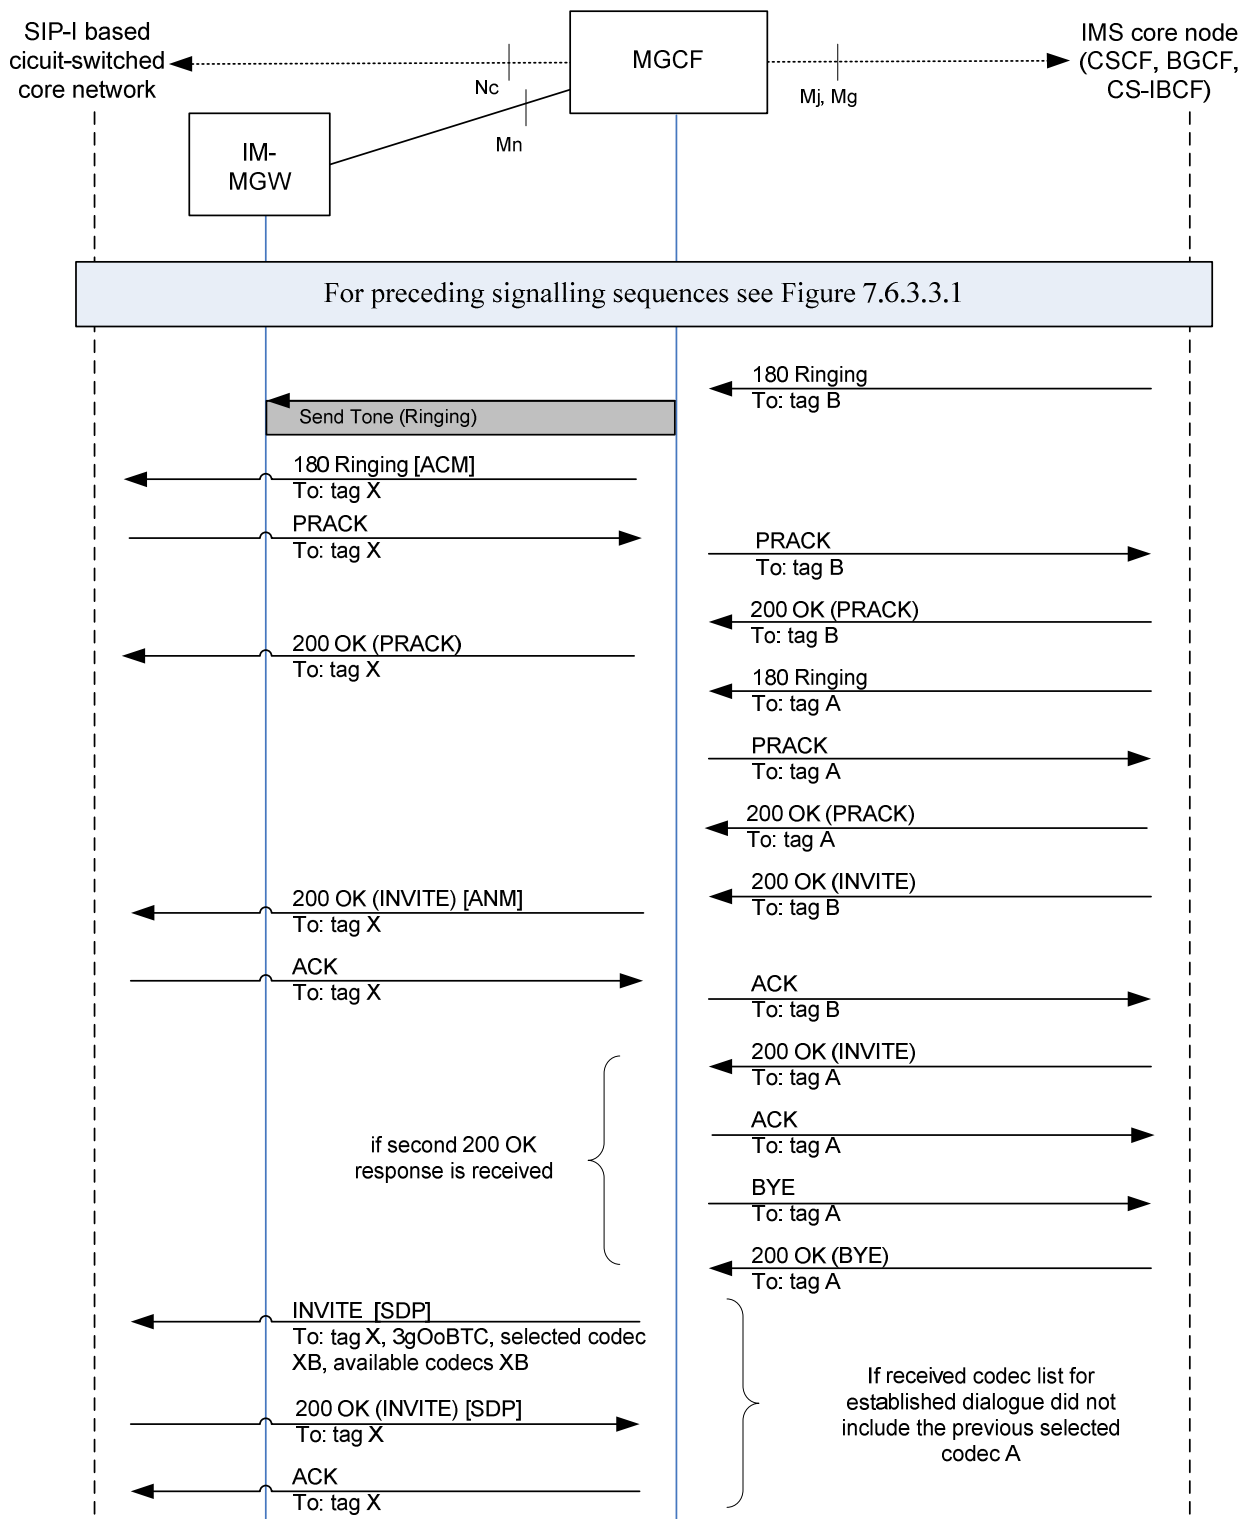 SIP-I based
cicuit-switched
core network
MGCF
IMS core node
(CSCF, BGCF,
CS-IBCF)
Nc
Mj, Mg
Mn
IM-
MGW
For preceding signalling sequences see Figure 7.6.3.3.1
180 Ringing
To: tag B
Send Tone (Ringing)
180 Ringing [ACM]
To: tag X
PRACK
To: tag X
PRACK
To: tag B
200 OK (PRACK)
To: tag B
200 OK (PRACK)
To: tag X
180 Ringing
To: tag A
PRACK
To: tag A
200 OK (PRACK)
To: tag A
200 OK (INVITE)
To: tag B
200 OK (INVITE) [ANM]
To: tag X
ACK
To: tag X
ACK
To: tag B
200 OK (INVITE)
To: tag A
ACK
To: tag A
if second 200 OK
response is received
BYE
To: tag A
200 OK (BYE)
To: tag A
INVITE [SDP]
To: tag X, 3gOoBTC, selected codec
XB, available codecs XB
If received codec list for
established dialogue did not
include the previous selected
codec A
200 OK (INVITE) [SDP]
To: tag X
ACK
To: tag X